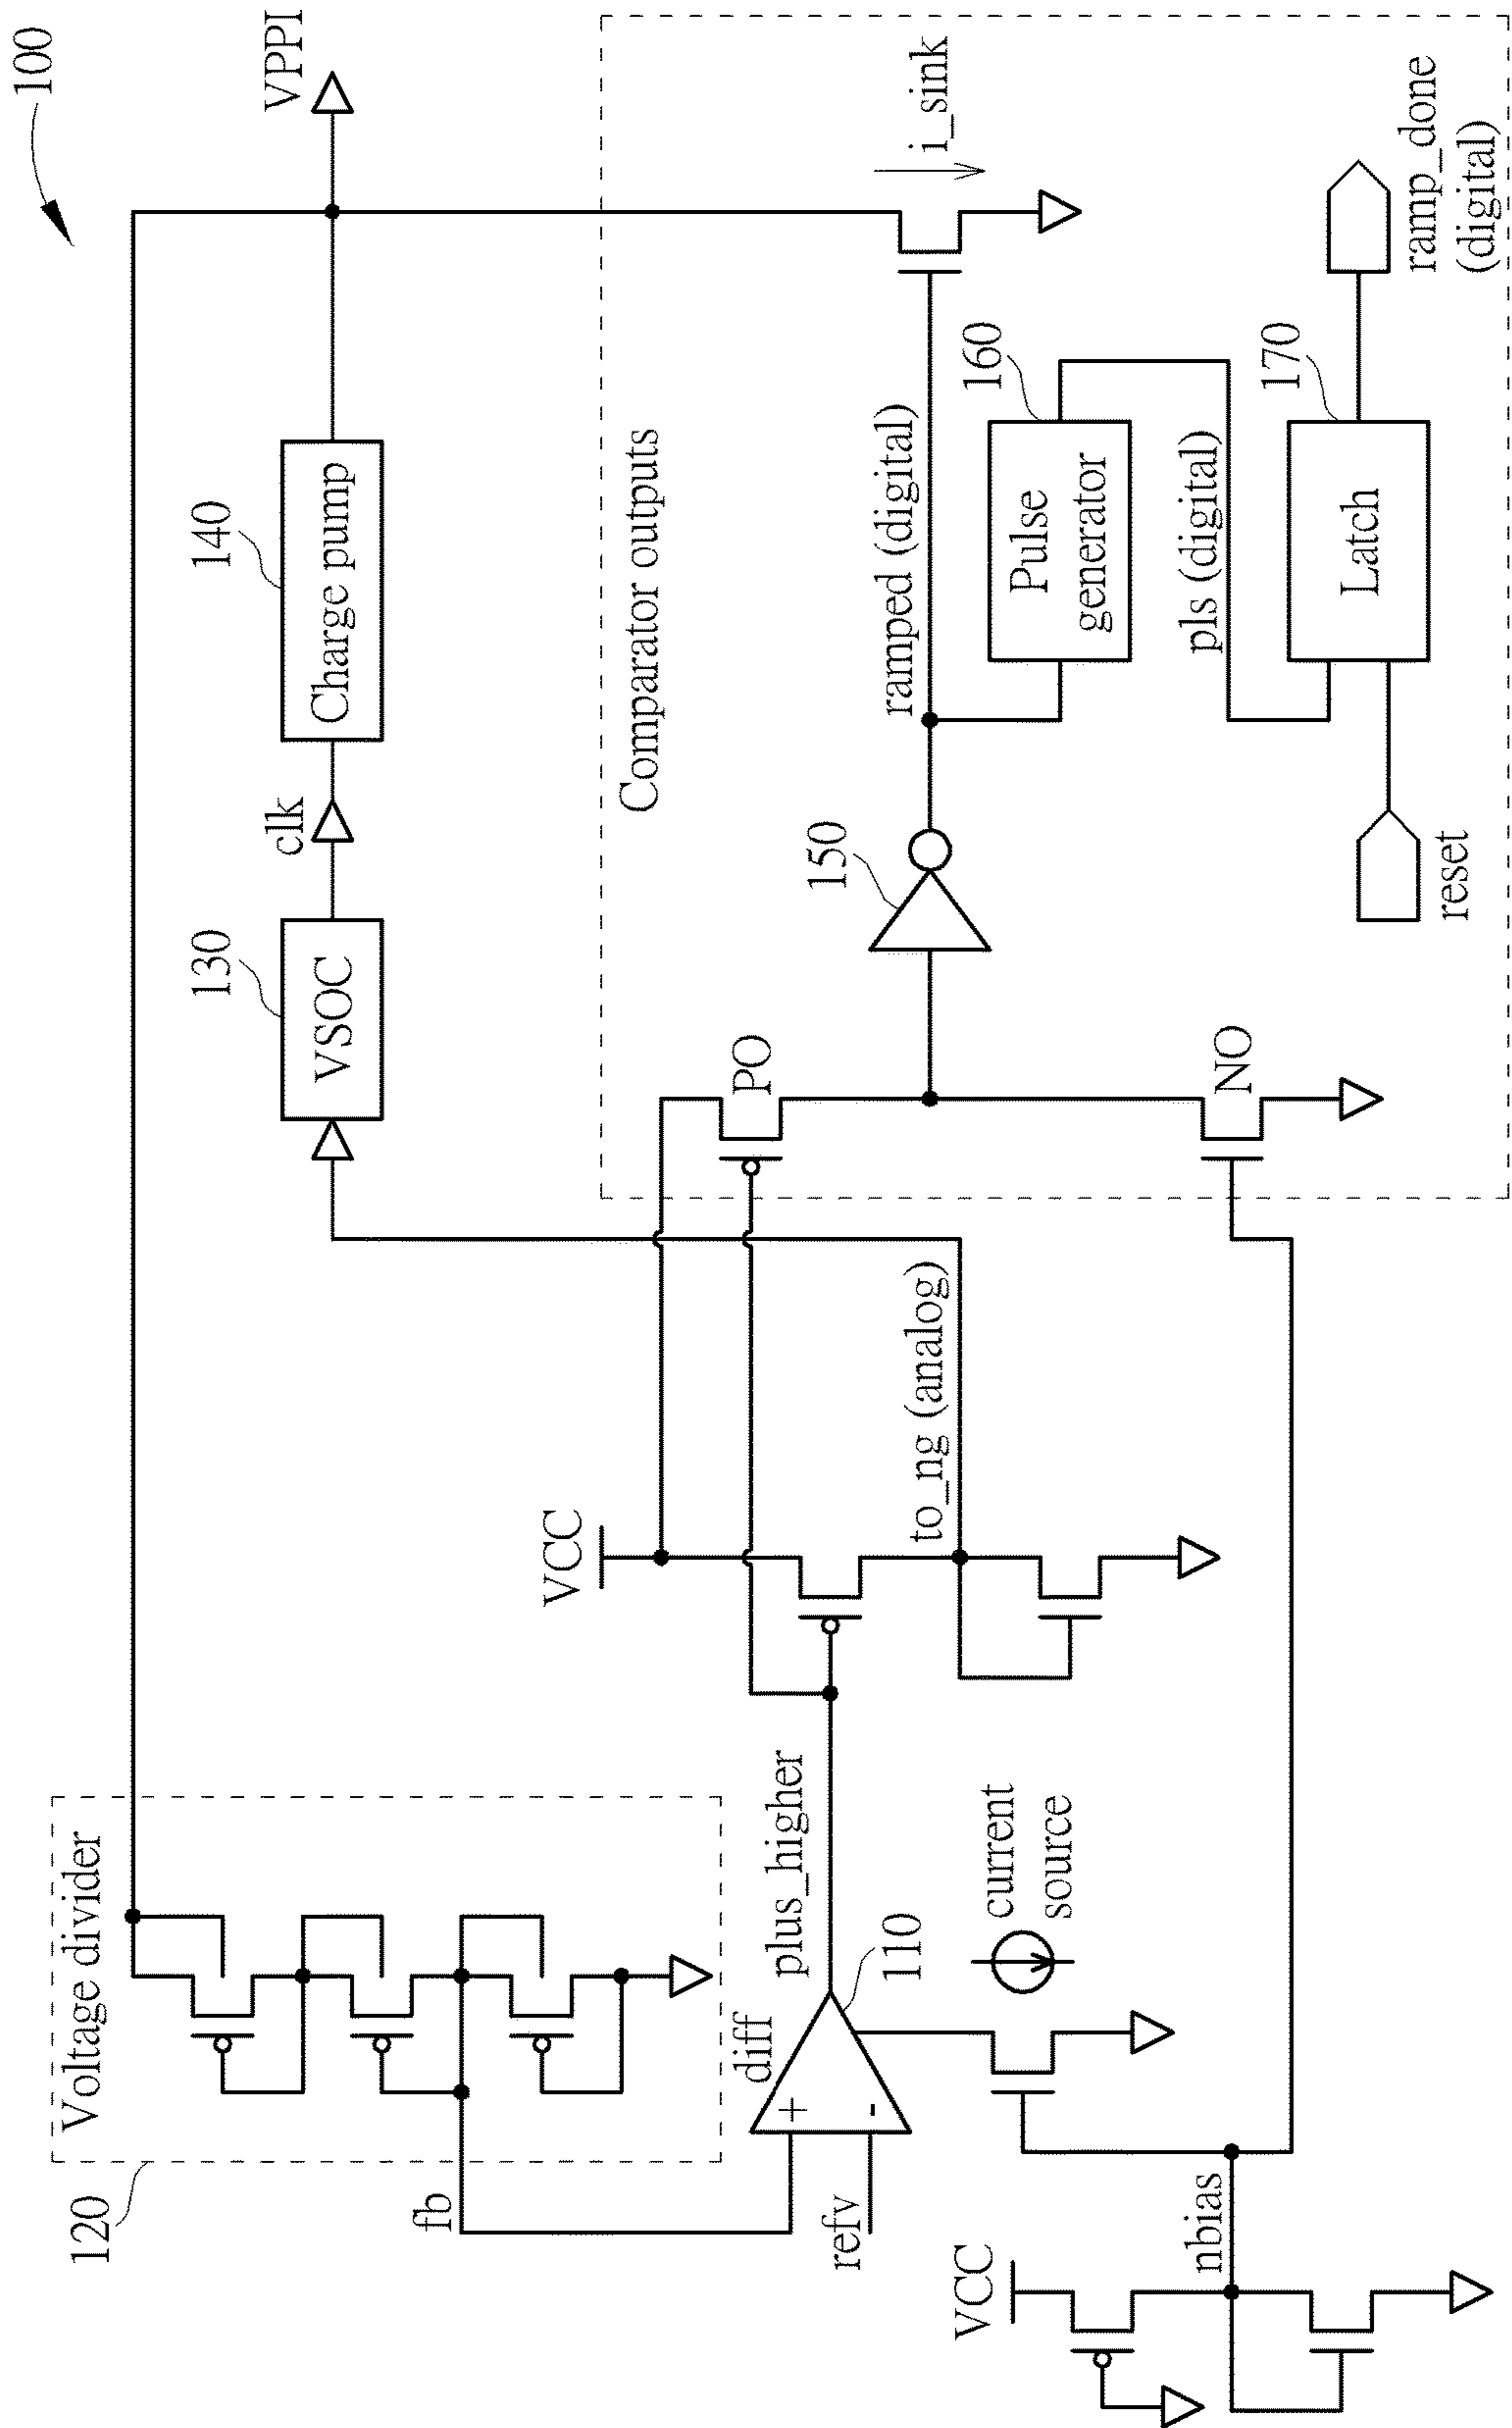 100
Voltage divider
120
fb
VSOC
130
clk
Charge pump
140
VPPI
VCC
diff
+
-
refv
110
plus_higher
current
source
to_ng (analog)
VCC
nbias
Comparator outputs
PO
NO
150
ramped (digital)
i_sink
Pulse
generator
160
pls (digital)
Latch
170
reset
ramp_done
(digital)